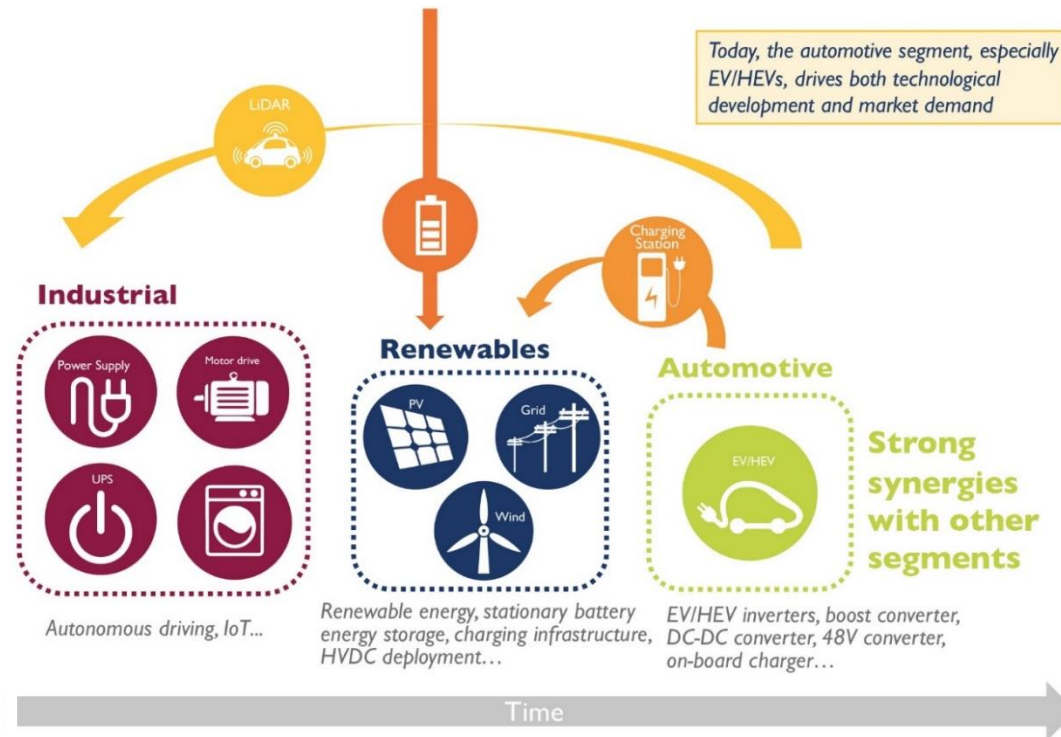 Today, the automotive segment, especially
EV/HEVs, drives both technological
development and market demand
LiDAR
Charging
Station
Industrial
Power Supply
Motor drive
UPS
Renewables
PV
Grid
Wind
Automotive
EV/HEV
Strong
synergies
with other
segments
Autonomous driving, IoT...
Renewable energy, stationary battery
energy storage, charging infrastructure,
HVDC deployment…
EV/HEV inverters, boost converter,
DC-DC converter, 48V converter,
on-board charger…
Time